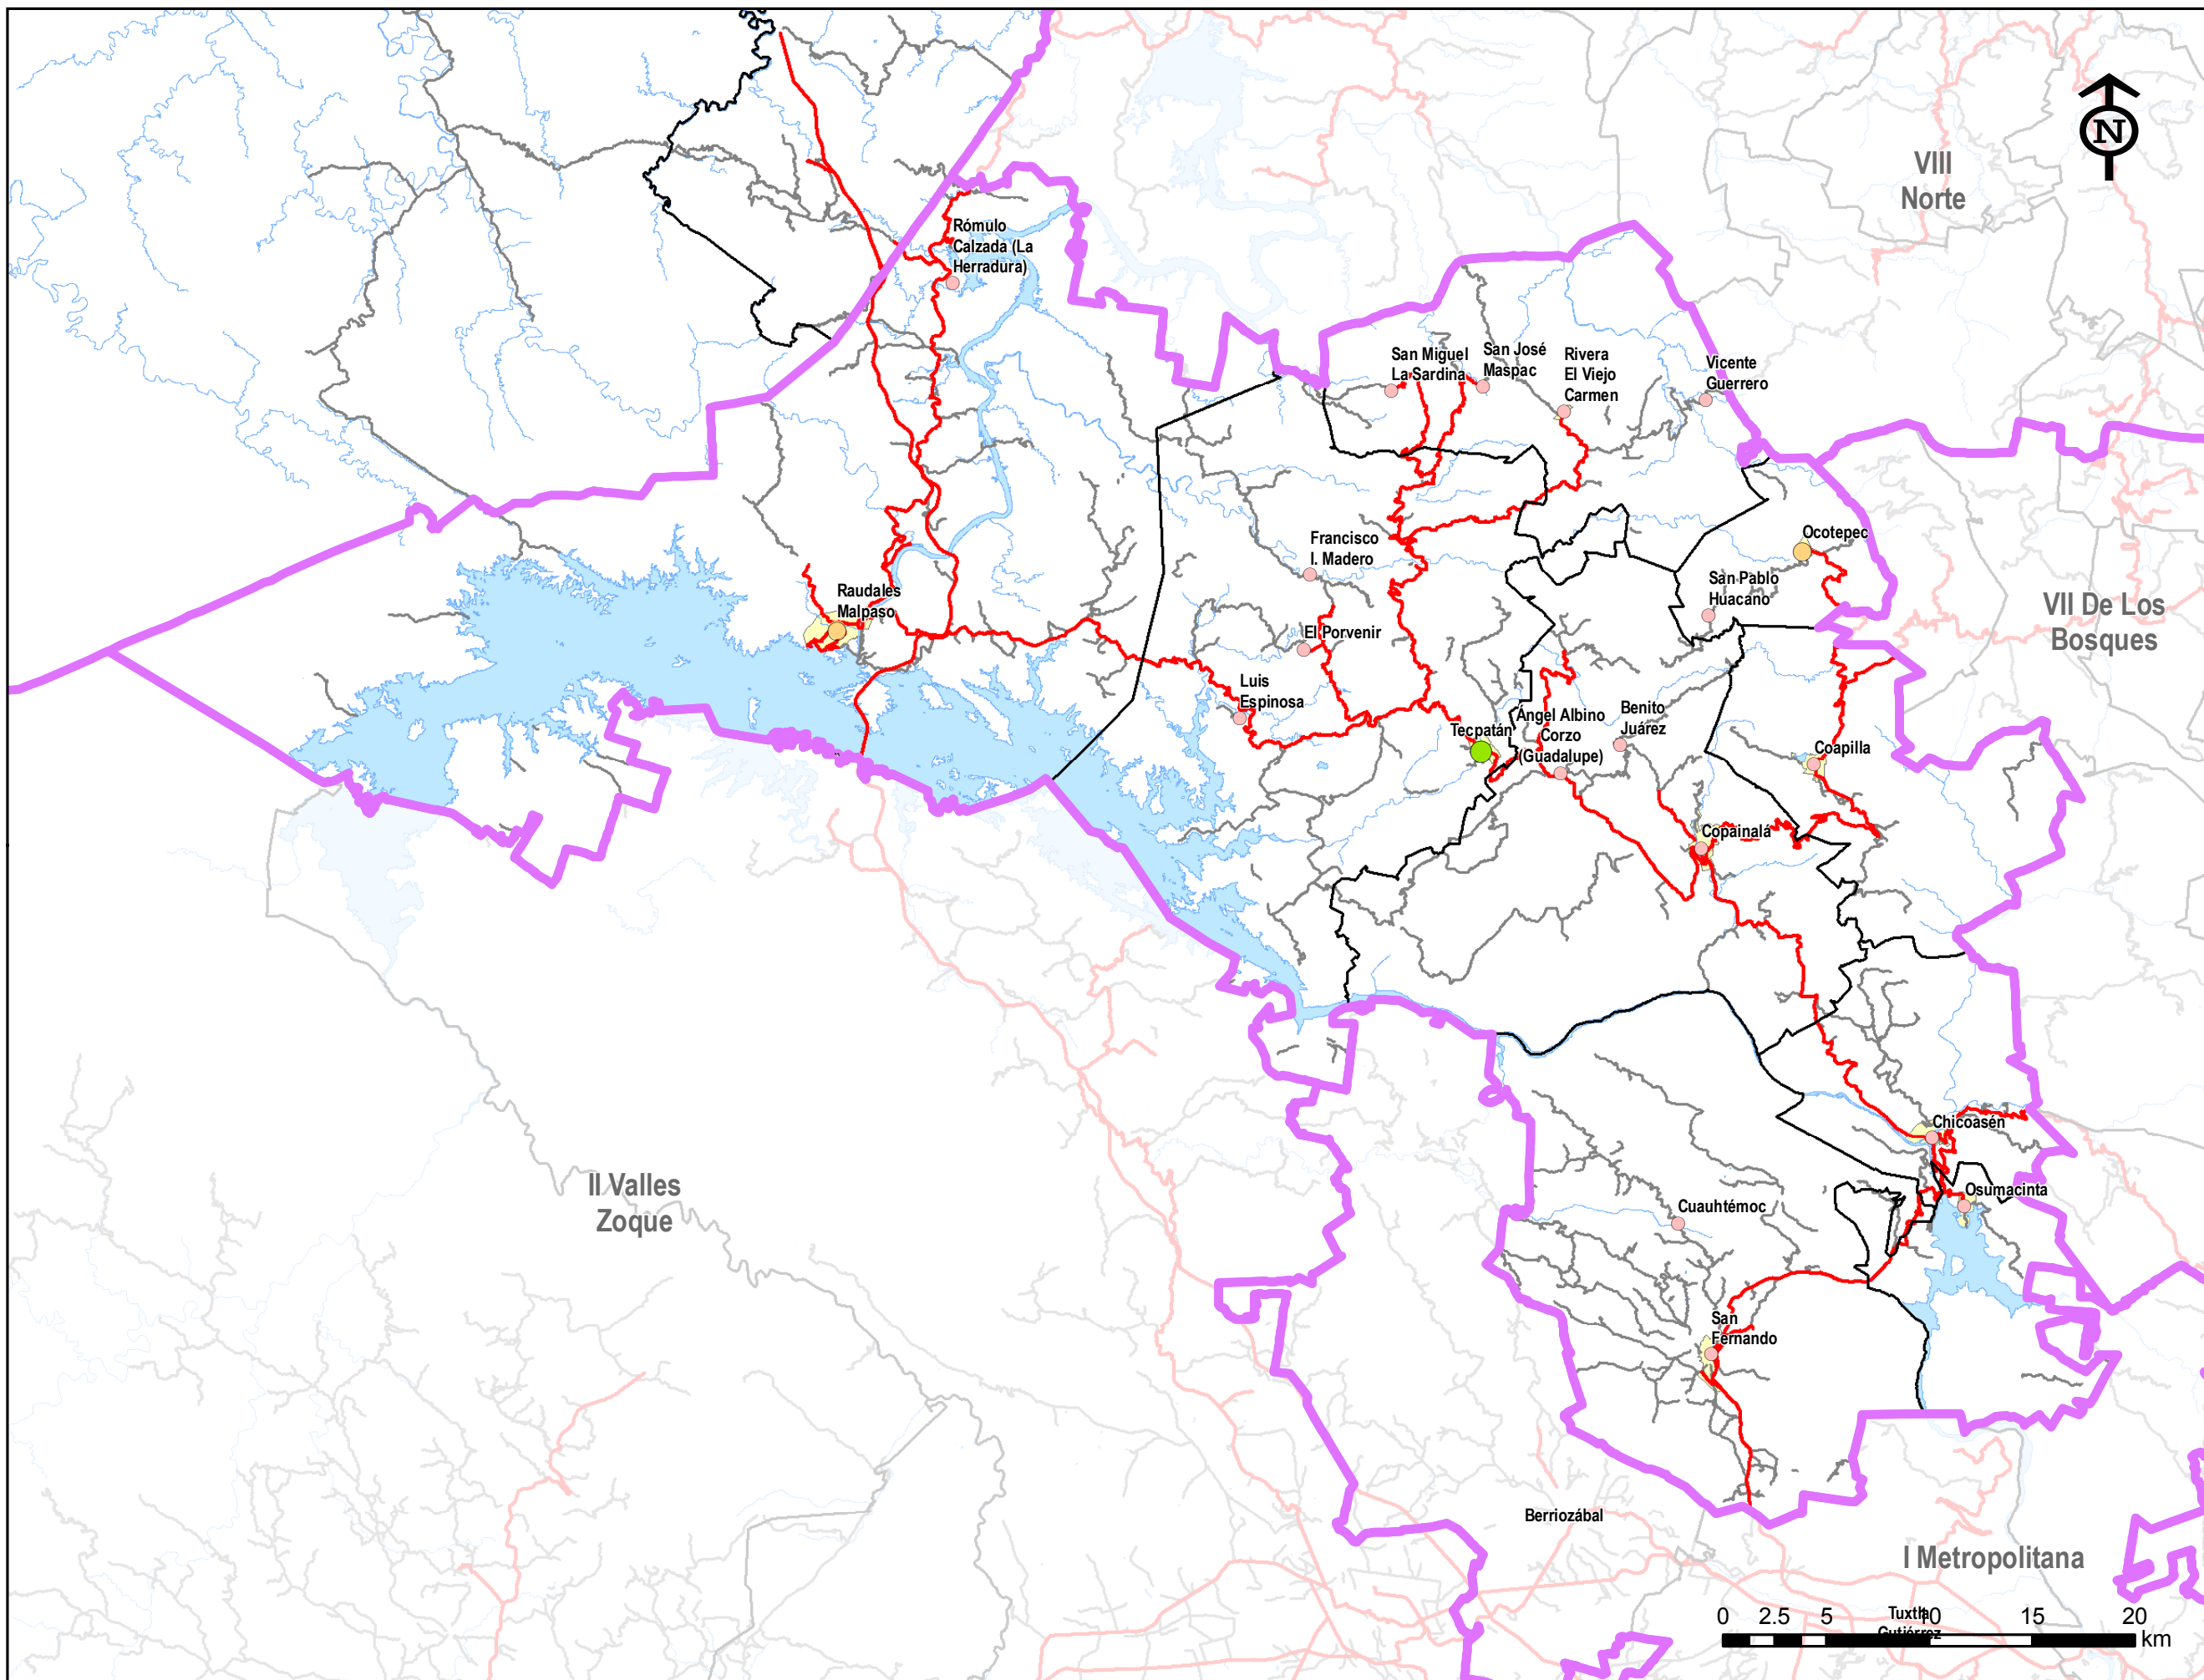 N
VIII
Norte
Rómulo
Calzada (La
Herradura)
San Miguel
La Sardina
San José
Maspac
Rivera
El Viejo
Carmen
Vicente
Guerrero
Ocotepec
Francisco
I. Madero
San Pablo
Huacano
VII De Los
Bosques
Raudales
Malpaso
El Porvenir
Luis
Espinosa
Tecpatán
Ángel Albino
Corzo
(Guadalupe)
Benito
Juárez
Coapilla
Copainalá
Chicoasén
Osumacinta
II Valles
Zoque
Cuauhtémoc
San
Fernando
Berriozábal
I Metropolitana
Tuxtla
Gutiérrez
0 2.5 5 10 15 20
km